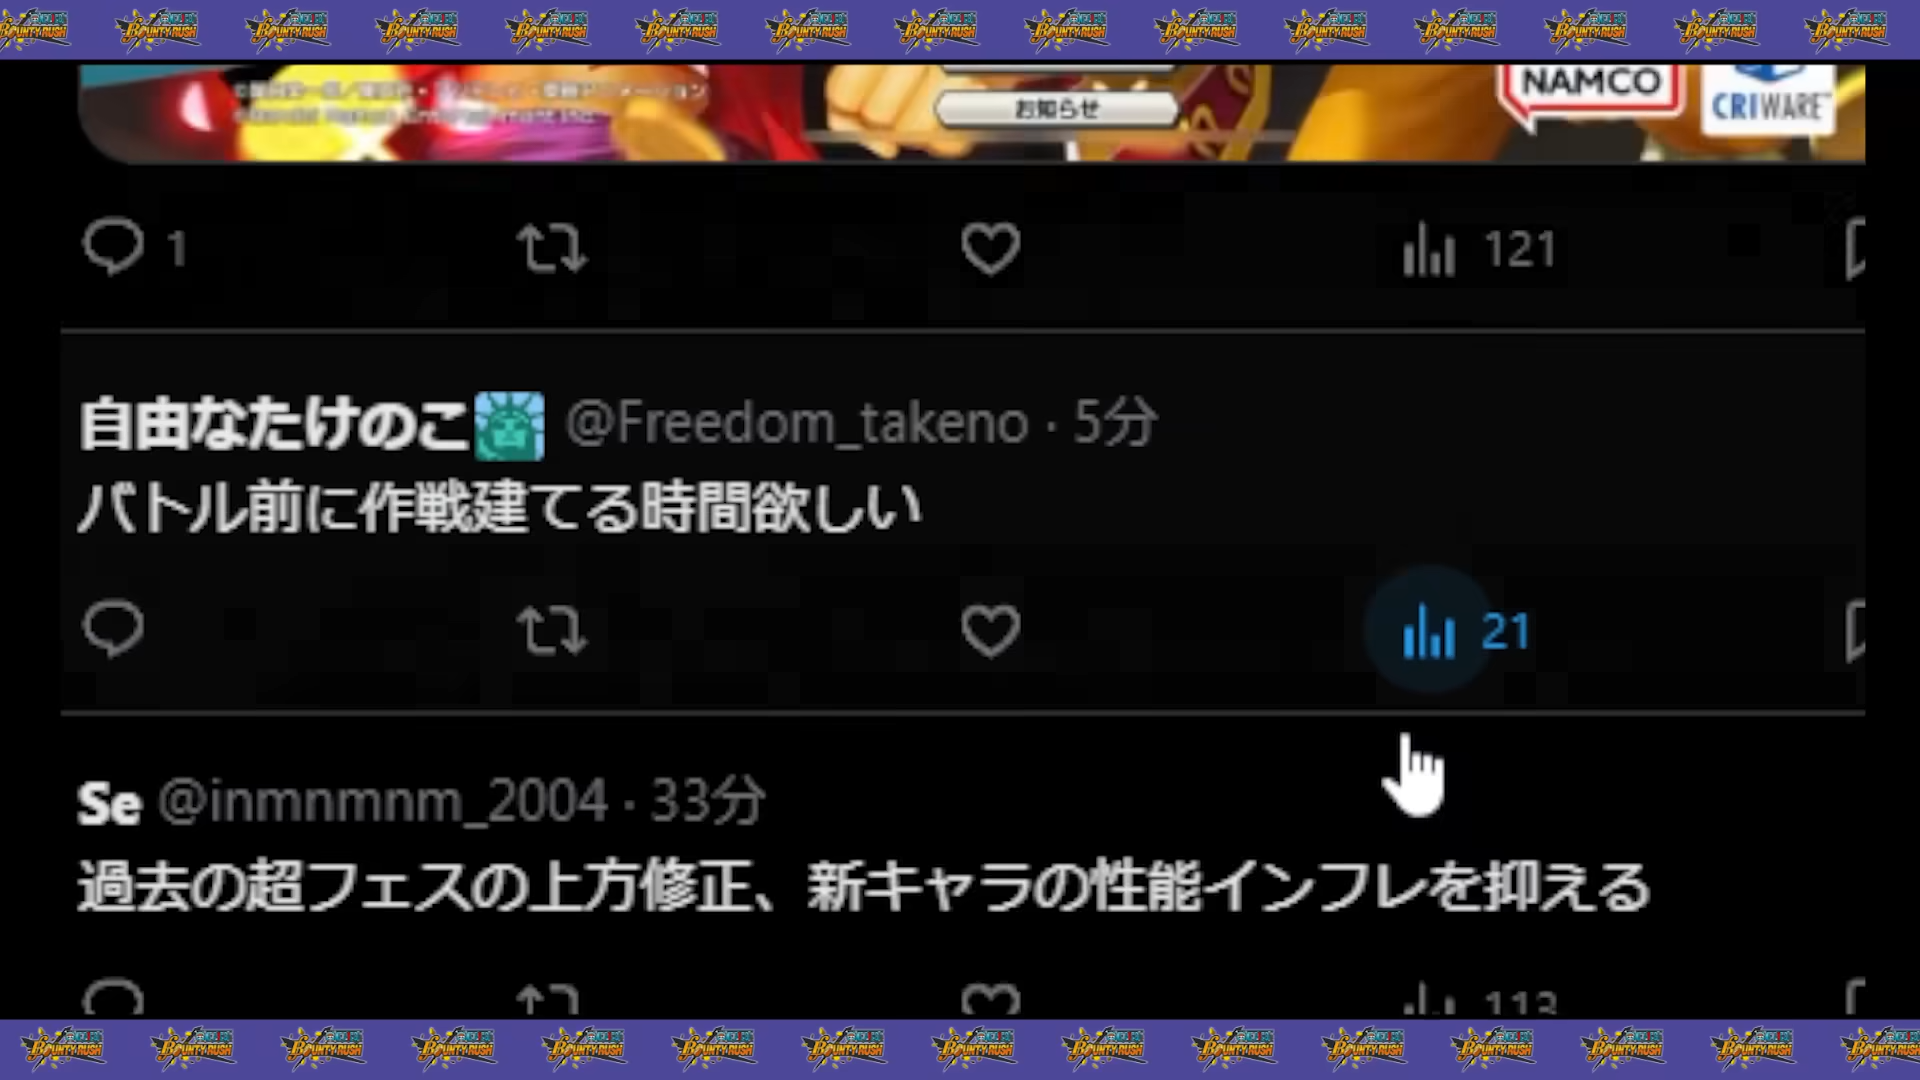 お知らせ
NAMCO
CRIWARE
1
121
自由なたけのこ @Freedom_takeno · 5分
バトル前に作戦建てる時間欲しい
21
Se @inmnmnm_2004 · 33分
過去の超フェスの上方修正、新キャラの性能インフレを抑える
113